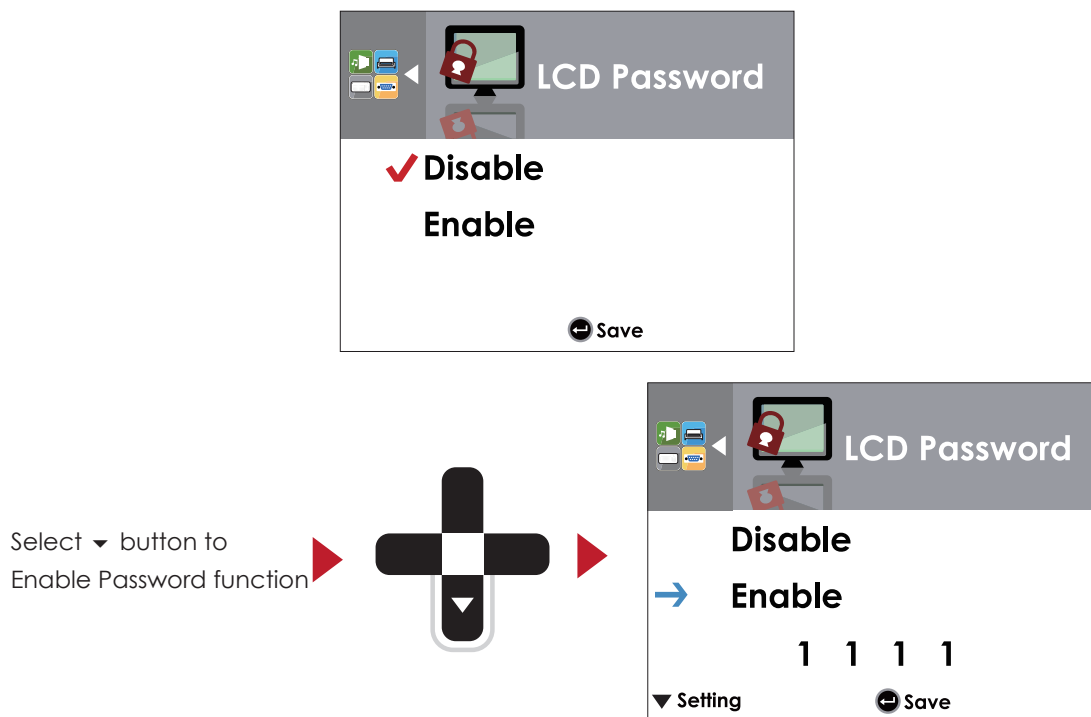 LCD Password
Disable
Enable
Save
Select ▼ button to
Enable Password function
LCD Password
Disable
Enable
1 1 1 1
▼ Setting
Save